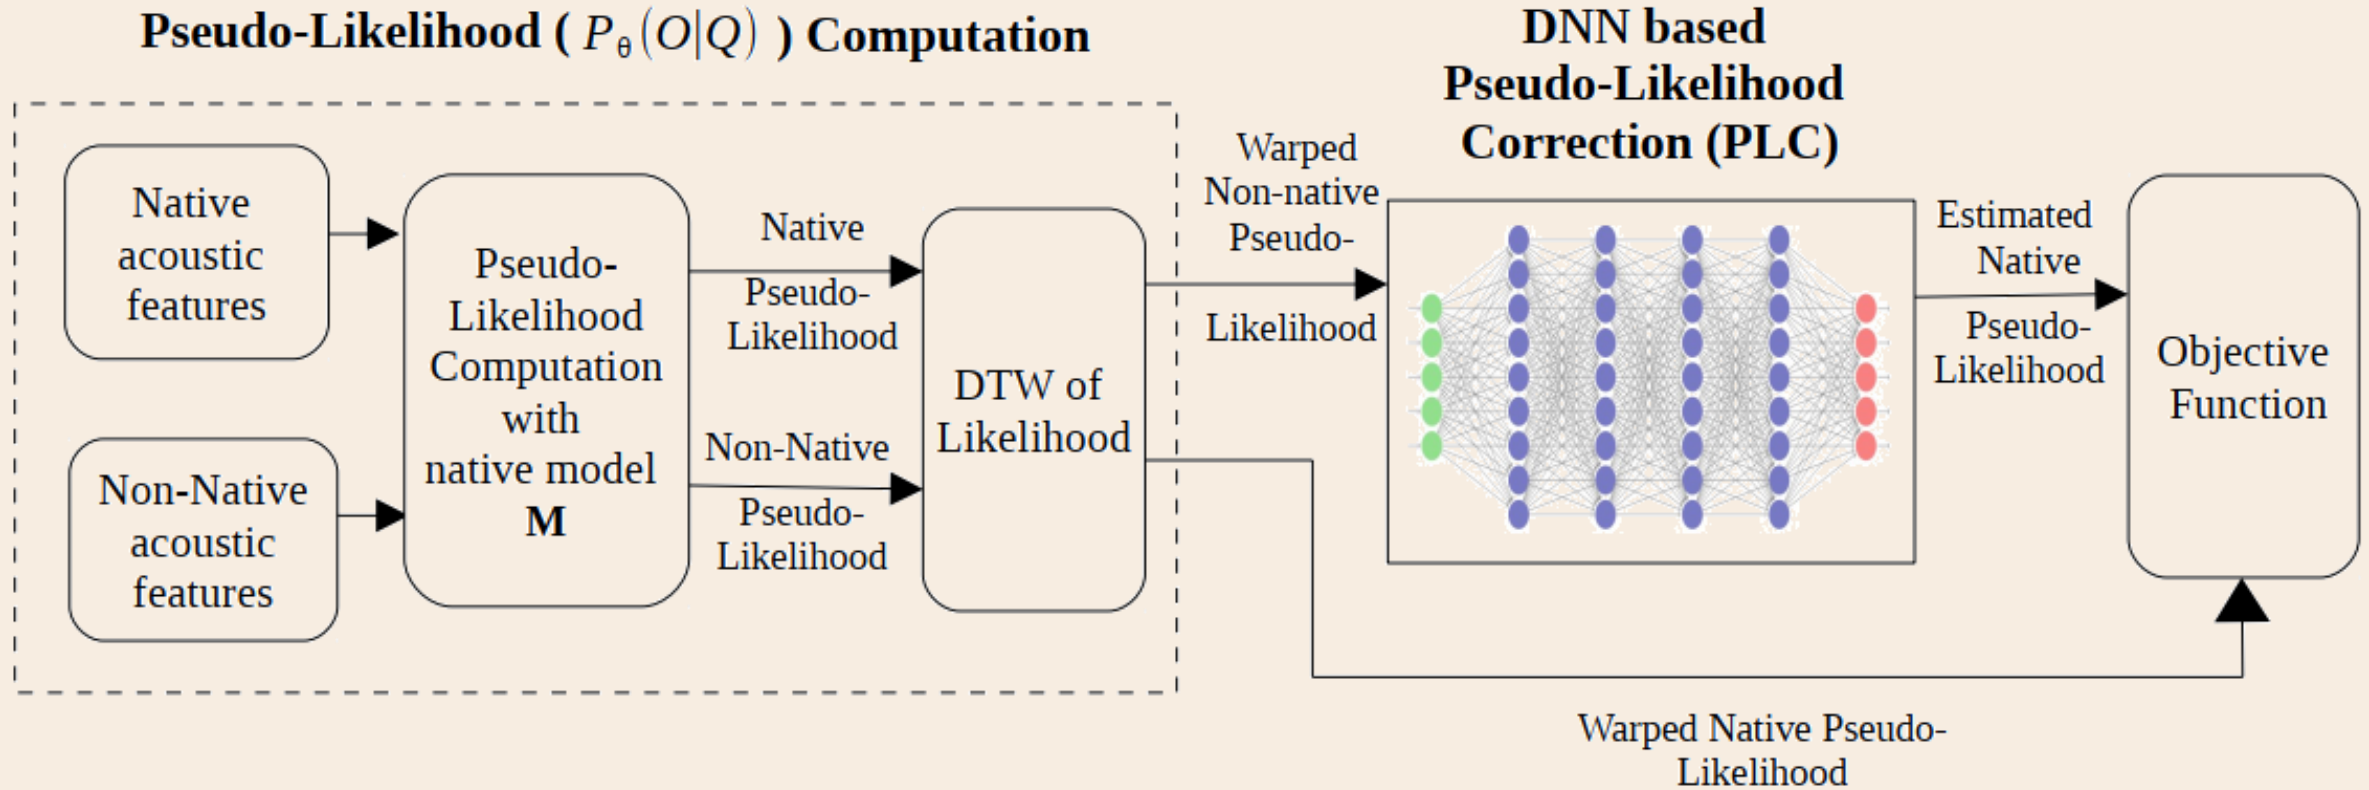 Pseudo-Likelihood ( P_θ(O|Q) ) Computation
DNN based
Pseudo-Likelihood
Correction (PLC)
Native
acoustic
features
Non-Native
acoustic
features
Pseudo-
Likelihood
Computation
with
native model
M
Native
Pseudo-
Likelihood
Non-Native
Pseudo-
Likelihood
DTW of
Likelihood
Warped
Non-native
Pseudo-
Likelihood
Estimated
Native
Pseudo-
Likelihood
Objective
Function
Warped Native Pseudo-
Likelihood